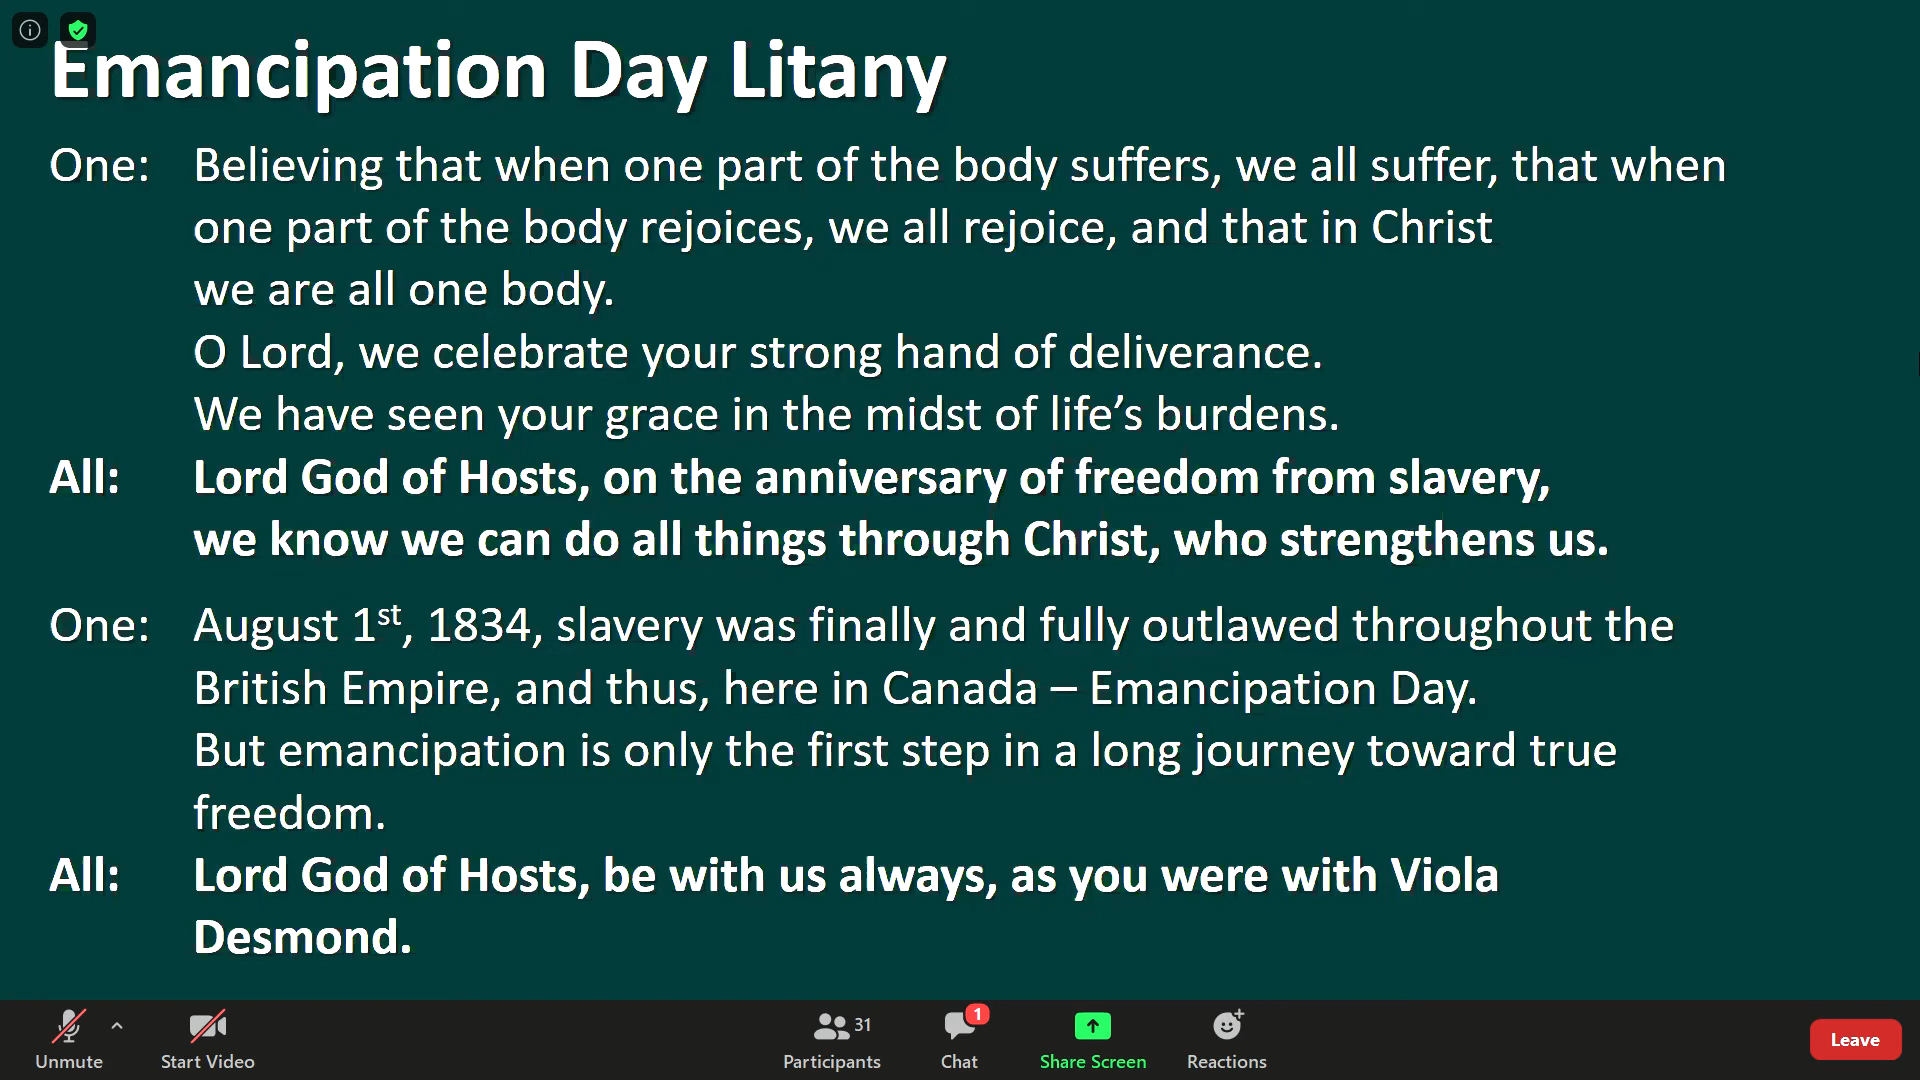 Emancipation Day Litany
One: Believing that when one part of the body suffers, we all suffer, that when
one part of the body rejoices, we all rejoice, and that in Christ
we are all one body.
O Lord, we celebrate your strong hand of deliverance.
We have seen your grace in the midst of life’s burdens.
All: Lord God of Hosts, on the anniversary of freedom from slavery,
we know we can do all things through Christ, who strengthens us.
One: August 1st, 1834, slavery was finally and fully outlawed throughout the
British Empire, and thus, here in Canada – Emancipation Day.
But emancipation is only the first step in a long journey toward true
freedom.
All: Lord God of Hosts, be with us always, as you were with Viola
Desmond.
31
1
Unmute
Start Video
Participants
Chat
Share Screen
Reactions
Leave